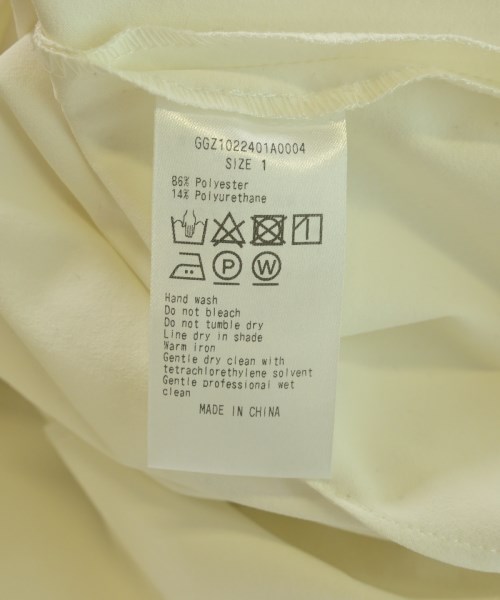 GGZ1022401A0004
SIZE 1
86% Polyester
14% Polyurethane
P W
Hand wash
Do not bleach
Do not tumble dry
Line dry in shade
Warm iron
Gentle dry clean with
tetrachlorethylene solvent
Gentle professional wet
clean
MADE IN CHINA